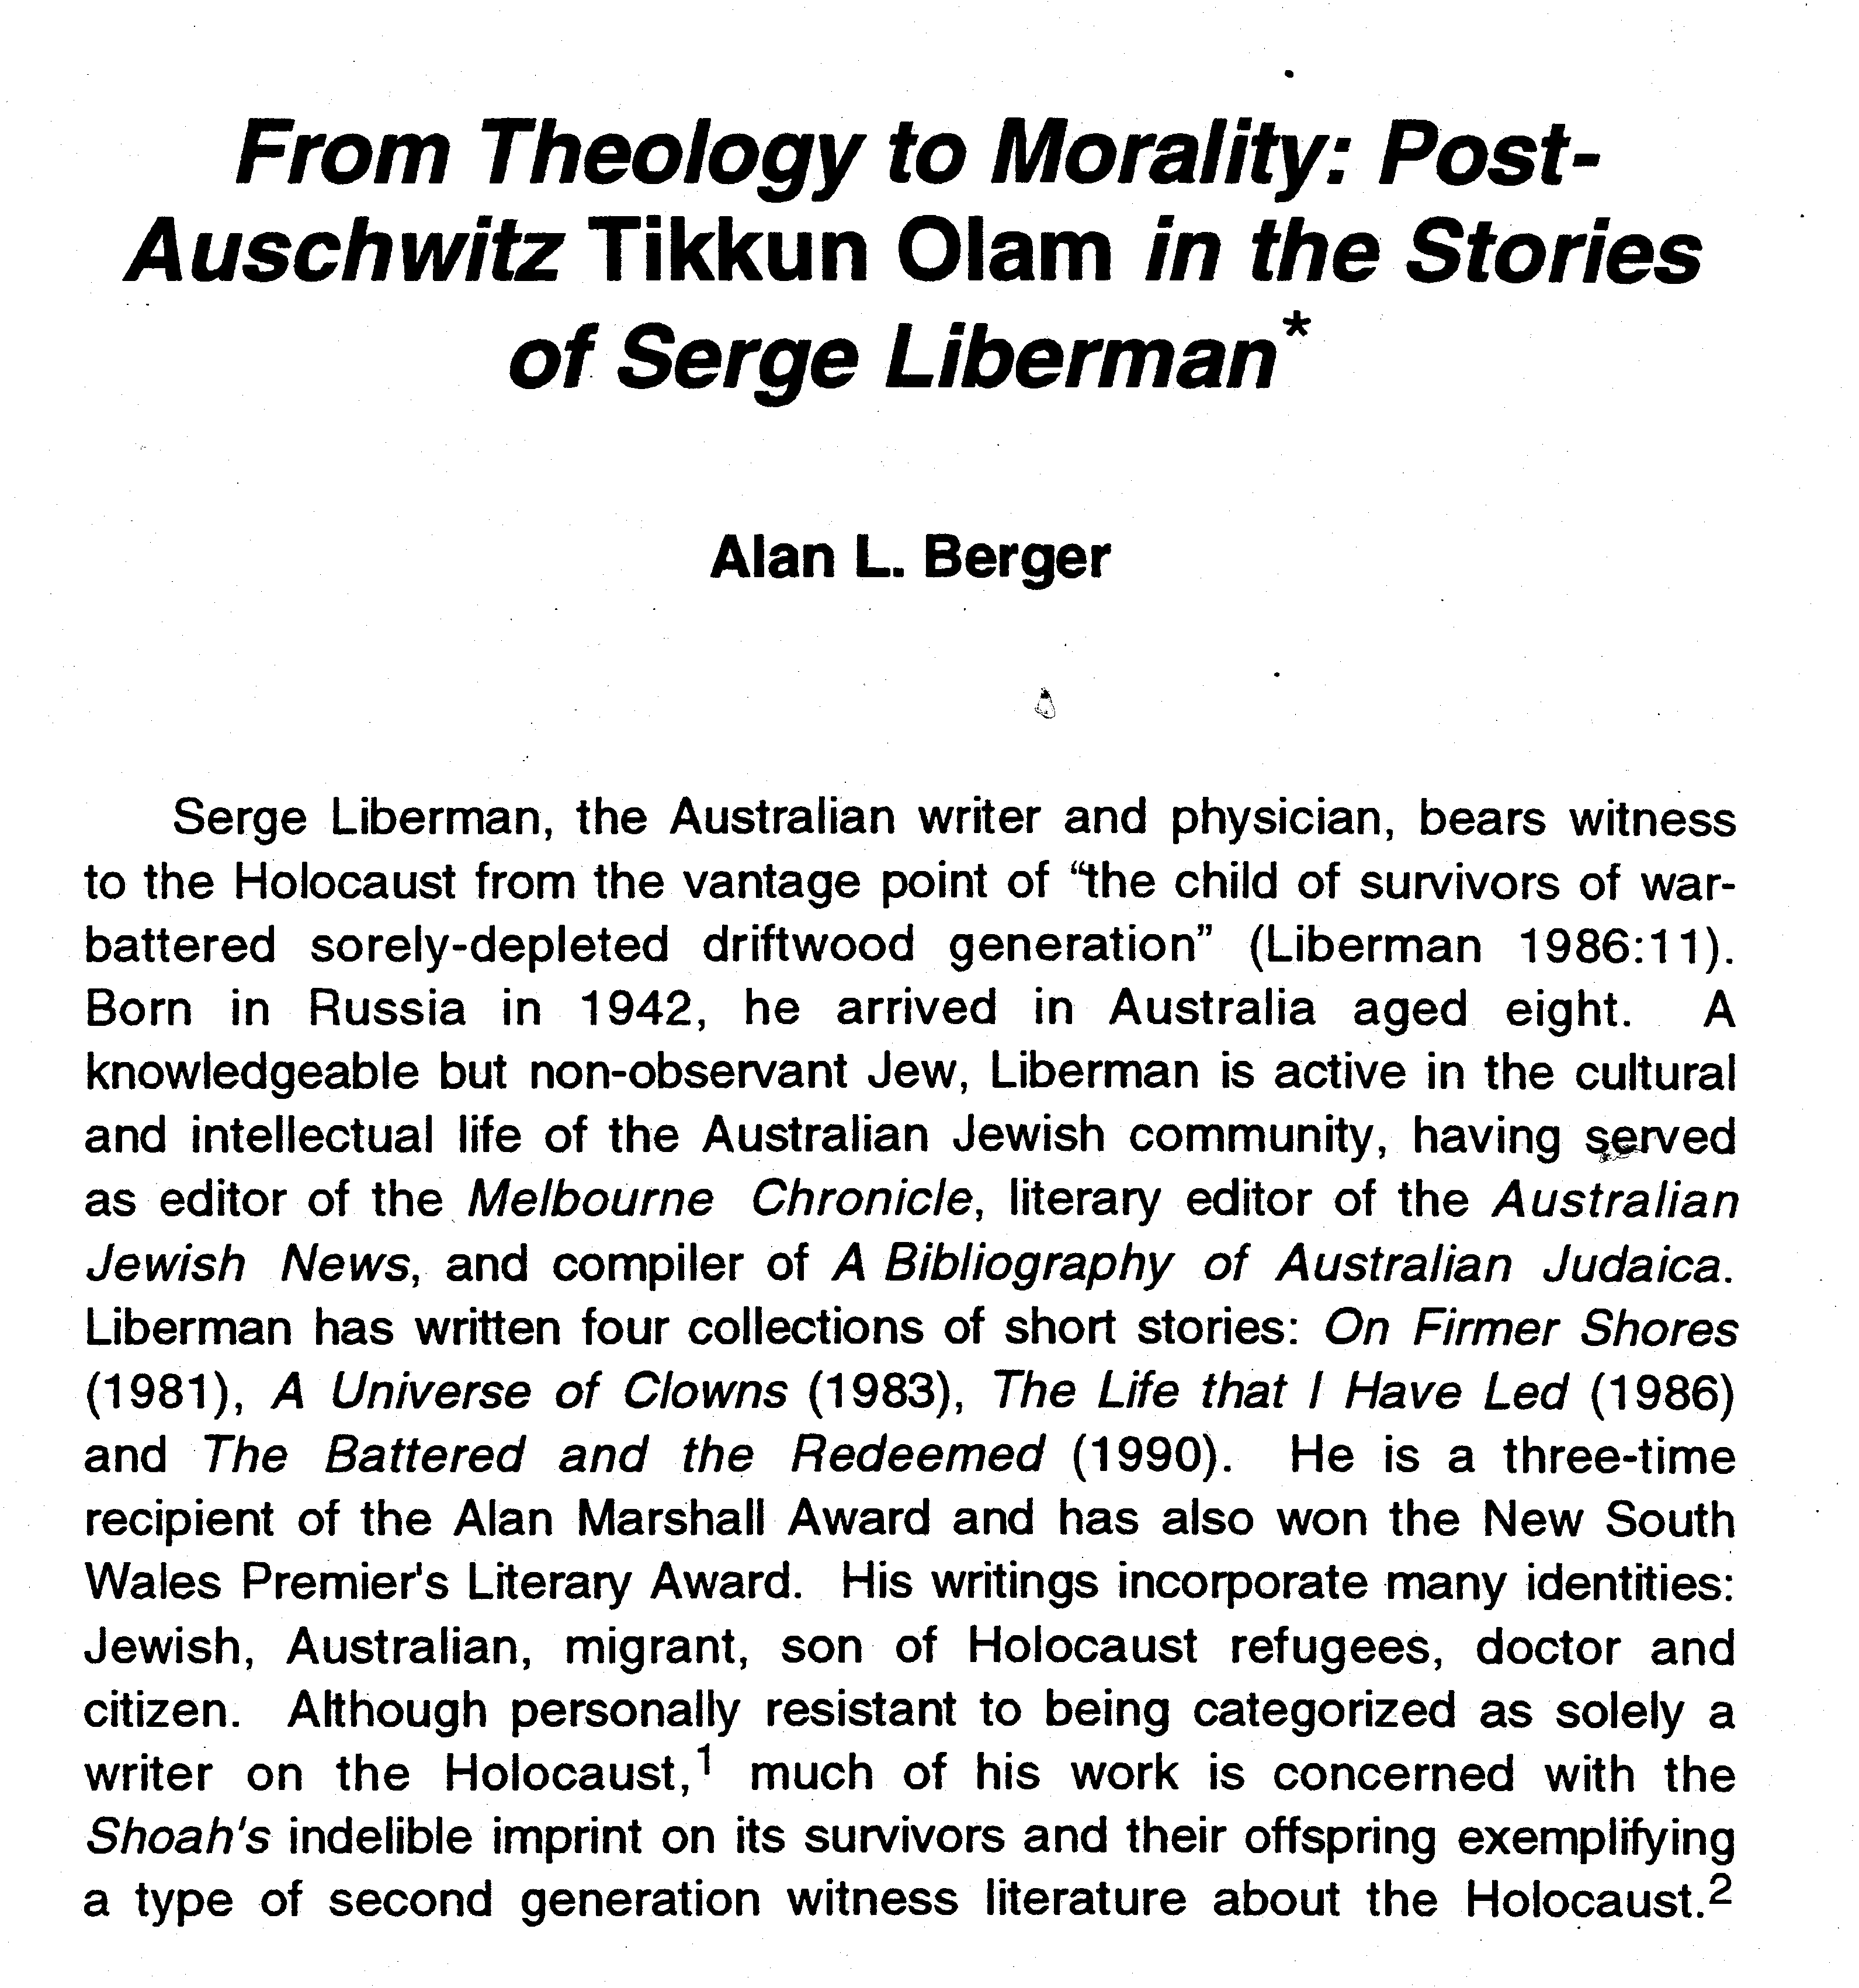 From Theology to Morality: Post-
Auschwitz Tikkun Olam in the Stories
of Serge Liberman*
Alan L. Berger
Serge Liberman, the Australian writer and physician, bears witness
to the Holocaust from the vantage point of "the child of survivors of war-
battered sorely-depleted driftwood generation" (Liberman 1986:11).
Born in Russia in 1942, he arrived in Australia aged eight. A
knowledgeable but non-observant Jew, Liberman is active in the cultural
and intellectual life of the Australian Jewish community, having served
as editor of the Melbourne Chronicle, literary editor of the Australian
Jewish News, and compiler of A Bibliography of Australian Judaica.
Liberman has written four collections of short stories: On Firmer Shores
(1981), A Universe of Clowns (1983), The Life that I Have Led (1986)
and The Battered and the Redeemed (1990). He is a three-time
recipient of the Alan Marshall Award and has also won the New South
Wales Premier's Literary Award. His writings incorporate many identities:
Jewish, Australian, migrant, son of Holocaust refugees, doctor and
citizen. Although personally resistant to being categorized as solely a
writer on the Holocaust,1 much of his work is concerned with the
Shoah's indelible imprint on its survivors and their offspring exemplifying
a type of second generation witness literature about the Holocaust.2